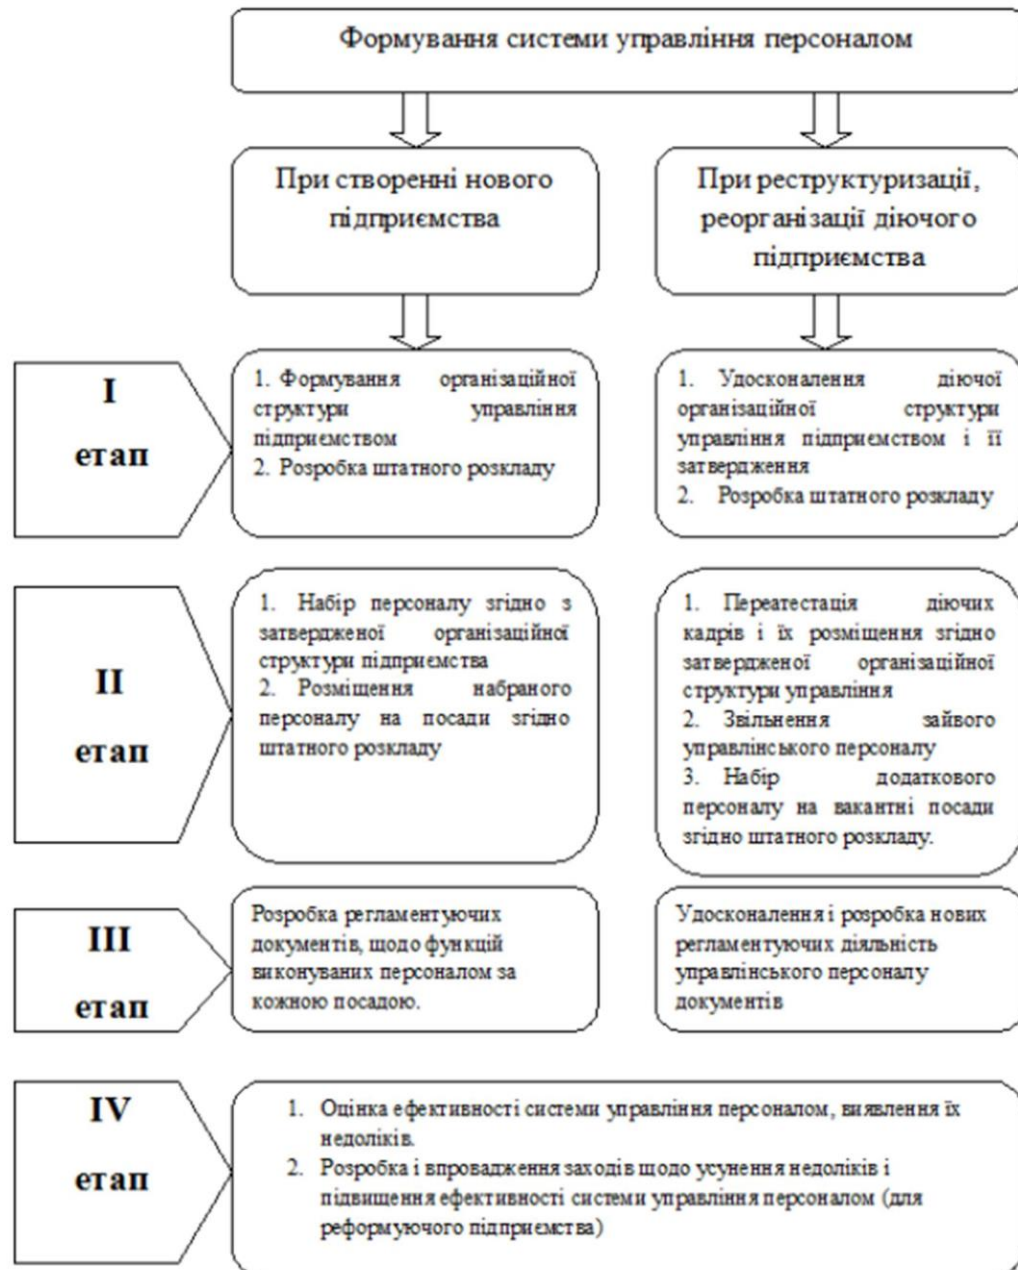 Формування системи управління персоналом
При створенні нового
підприємства
При реструктуризації,
реорганізації діючого
підприємства
I
етап
1. Формування організаційної
структури управління
підприємством
2. Розробка штатного розкладу
1. Удосконалення діючої
організаційної структури
управління підприємством і її
затвердження
2. Розробка штатного розкладу
II
етап
1. Набір персоналу згідно з
затвердженої організаційної
структури підприємства
2. Розміщення набраного
персоналу на посади згідно
штатного розкладу
1. Переатестація діючих
кадрів і їх розміщення згідно
затвердженої організаційної
структури управління
2. Звільнення зайвого
управлінського персоналу
3. Набір додаткового
персоналу на вакантні посади
згідно штатного розкладу.
III
етап
Розробка регламентуючих
документів, щодо функцій
виконуваних персоналом за
кожною посадою.
Удосконалення і розробка нових
регламентуючих діяльність
управлінського персоналу
документів
IV
етап
1. Оцінка ефективності системи управління персоналом, виявлення їх
недоліків.
2. Розробка і впровадження заходів щодо усунення недоліків і
підвищення ефективності системи управління персоналом (для
реформуючого підприємства)